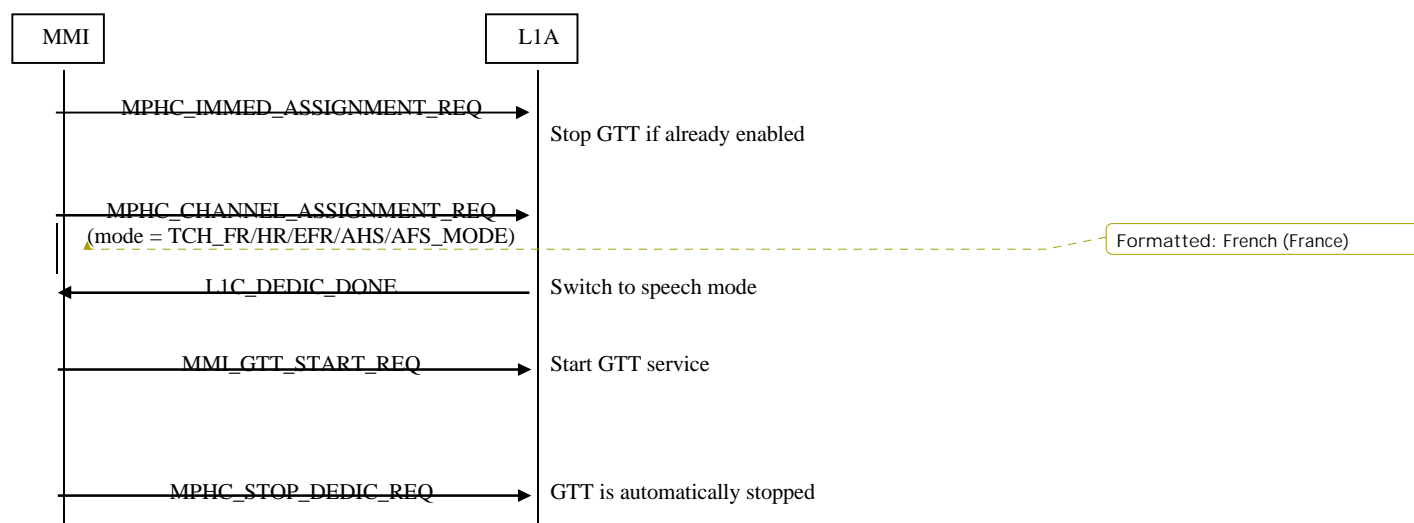 MMI
L1A
MPHC_IMMED_ASSIGNMENT_REQ
Stop GTT if already enabled
MPHC_CHANNEL_ASSIGNMENT_REQ
(mode = TCH_FR/HR/EFR/AHS/AFS_MODE)
Formatted: French (France)
L1C_DEDIC_DONE
Switch to speech mode
MMI_GTT_START_REQ
Start GTT service
MPHC_STOP_DEDIC_REQ
GTT is automatically stopped